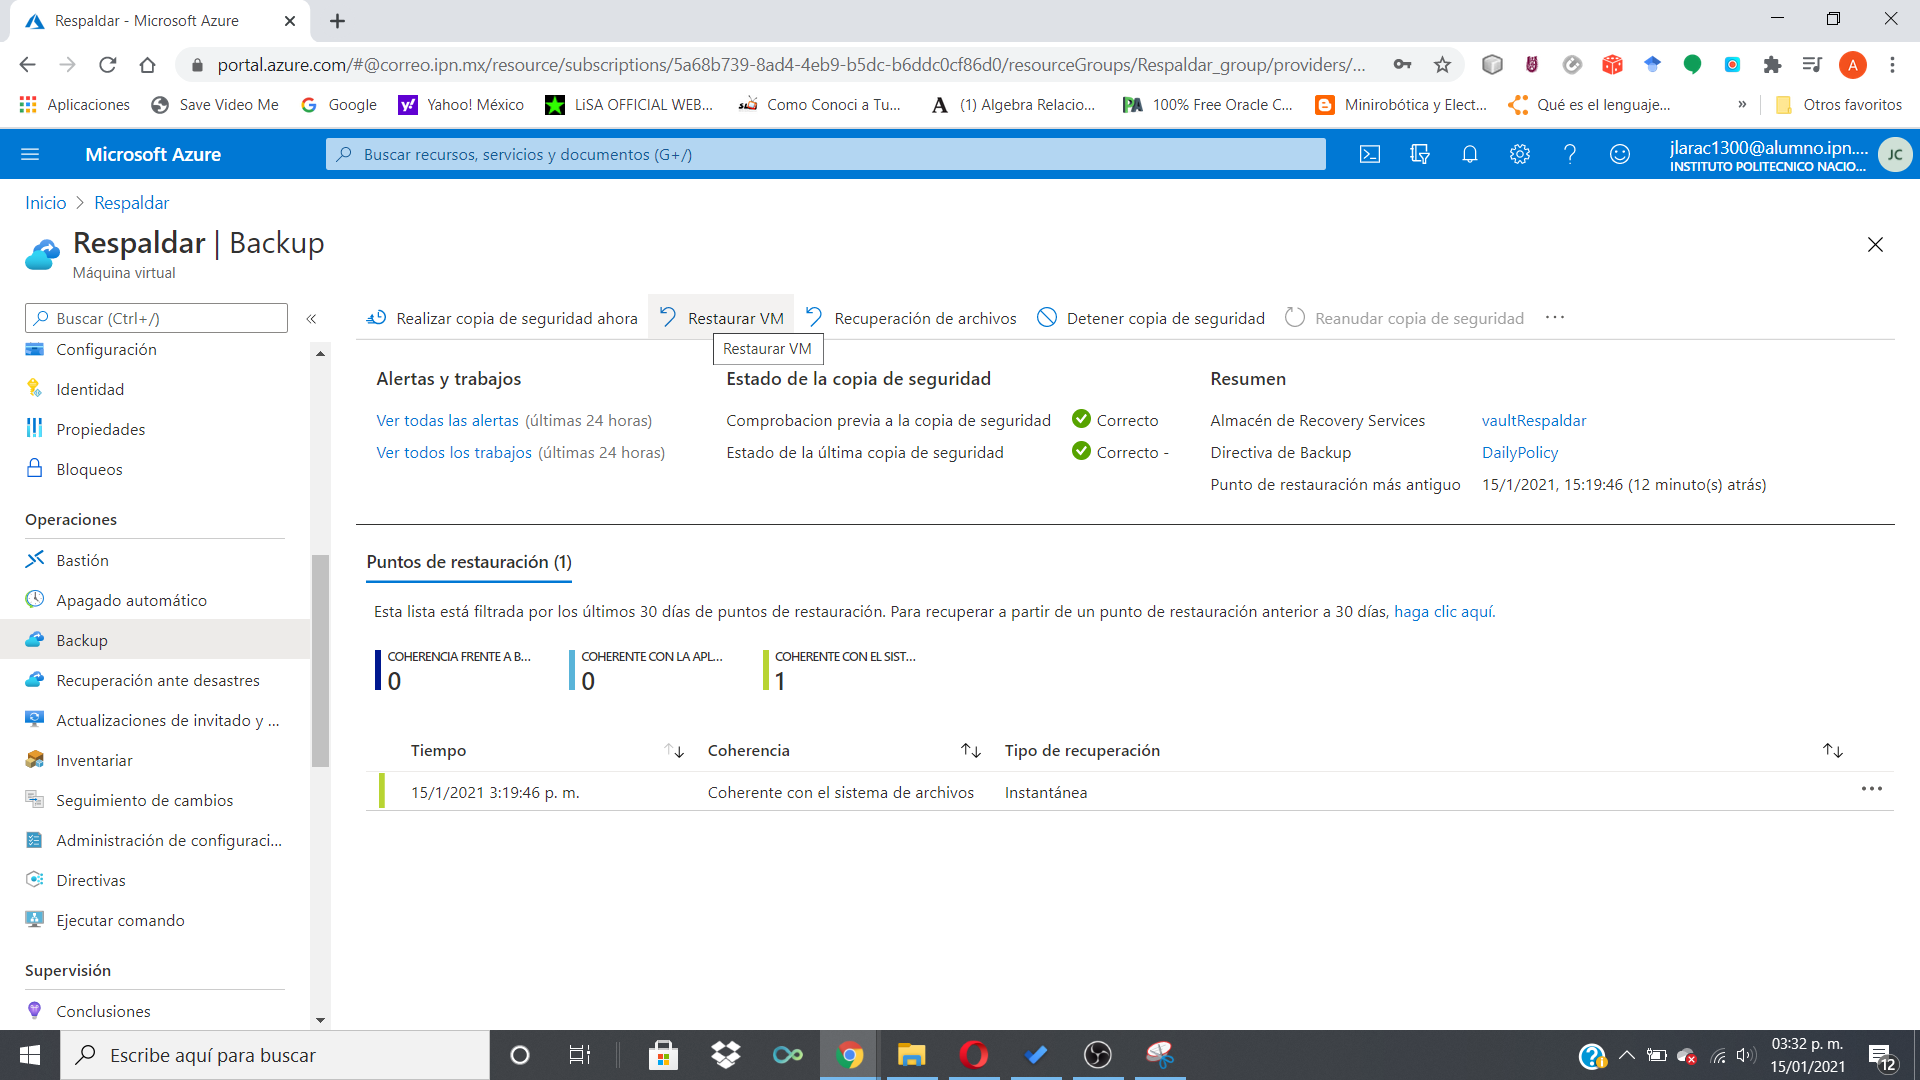 Respaldar - Microsoft Azure
portal.azure.com/#@correo.ipn.mx/resource/subscriptions/5a68b739-8ad4-4eb9-b5dc-b6ddc0cf86d0/resourceGroups/Respaldar_group/providers/...
A
Aplicaciones
Save Video Me
Google
Yahoo! México
LiSA OFFICIAL WEB...
Como Conoci a Tu...
(1) Algebra Relacio...
100% Free Oracle C...
Minirobótica y Elect...
Qué es el lenguaje...
»
Otros favoritos
Microsoft Azure
Buscar recursos, servicios y documentos (G+/)
jlarac1300@alumno.ipn....
INSTITUTO POLITECNICO NACIO...
JC
Inicio > Respaldar
Respaldar | Backup
Máquina virtual
Buscar (Ctrl+/)
«
Realizar copia de seguridad ahora
Restaurar VM
Recuperación de archivos
Detener copia de seguridad
Reanudar copia de seguridad
...
Restaurar VM
Configuración
Identidad
Propiedades
Bloqueos
Operaciones
Bastión
Apagado automático
Backup
Recuperación ante desastres
Actualizaciones de invitado y ...
Inventariar
Seguimiento de cambios
Administración de configuraci...
Directivas
Ejecutar comando
Supervisión
Conclusiones
Alertas y trabajos
Ver todas las alertas (últimas 24 horas)
Ver todos los trabajos (últimas 24 horas)
Estado de la copia de seguridad
Comprobacion previa a la copia de seguridad Correcto
Estado de la última copia de seguridad Correcto -
Resumen
Almacén de Recovery Services vaultRespaldar
Directiva de Backup DailyPolicy
Punto de restauración más antiguo 15/1/2021, 15:19:46 (12 minuto(s) atrás)
Puntos de restauración (1)
Esta lista está filtrada por los últimos 30 días de puntos de restauración. Para recuperar a partir de un punto de restauración anterior a 30 días, haga clic aquí.
COHERENCIA FRENTE A B...
0
COHERENTE CON LA APL...
0
COHERENTE CON EL SIST...
1
Tiempo Coherencia Tipo de recuperación
15/1/2021 3:19:46 p. m. Coherente con el sistema de archivos Instantánea
...
Escribe aquí para buscar
03:32 p. m.
15/01/2021
12